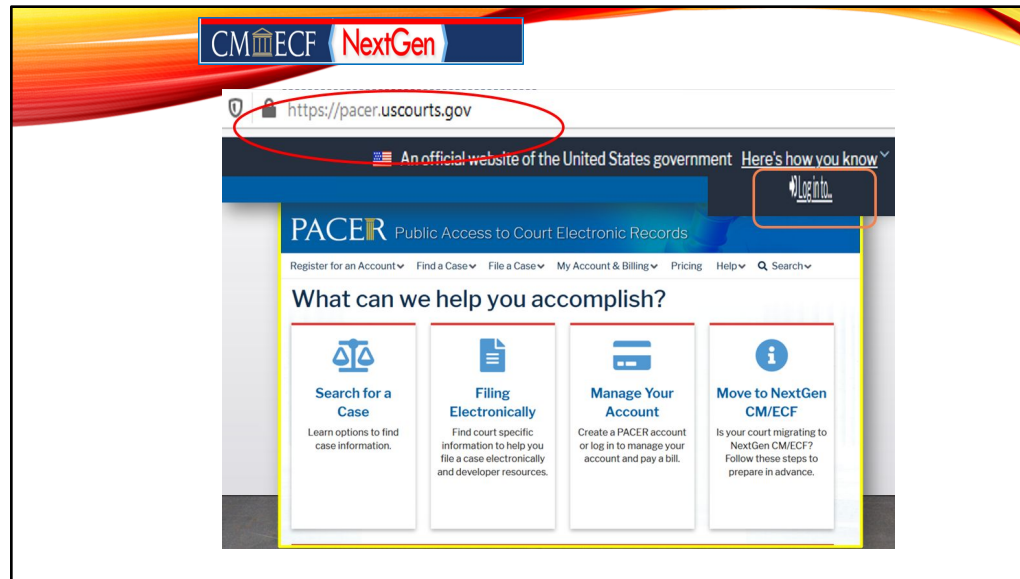 CM ECF NextGen
https://pacer.uscourts.gov
An official website of the United States government Here's how you know
Log in to...
PACER Public Access to Court Electronic Records
Register for an Account Find a Case File a Case My Account & Billing Pricing Help Search
What can we help you accomplish?
Search for a
Case
Learn options to find
case information.
Filing
Electronically
Find court specific
information to help you
file a case electronically
and developer resources.
Manage Your
Account
Create a PACER account
or log in to manage your
account and pay a bill.
Move to NextGen
CM/ECF
Is your court migrating to
NextGen CM/ECF?
Follow these steps to
prepare in advance.